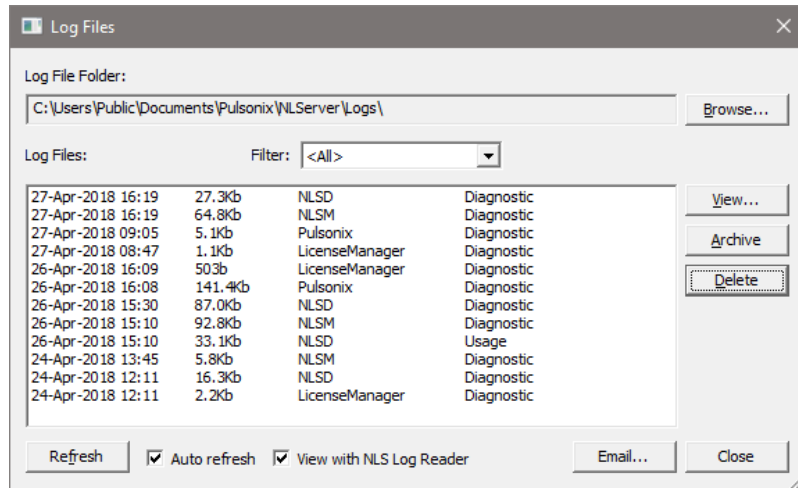 Log Files
Log File Folder:
C:\Users\Public\Documents\Pulsonix\NLServer\Logs\ Browse...
Log Files: Filter: <All>
27-Apr-2018 16:19 27.3Kb NLSD Diagnostic View...
27-Apr-2018 16:19 64.8Kb NLSM Diagnostic
27-Apr-2018 09:05 5.1Kb Pulsonix Diagnostic Archive
27-Apr-2018 08:47 1.1Kb LicenseManager Diagnostic
26-Apr-2018 16:09 503b LicenseManager Diagnostic
26-Apr-2018 16:08 141.4Kb Pulsonix Diagnostic Delete
26-Apr-2018 15:30 87.0Kb NLSD Diagnostic
26-Apr-2018 15:10 92.8Kb NLSM Diagnostic
26-Apr-2018 15:10 33.1Kb NLSD Usage
24-Apr-2018 13:45 5.8Kb NLSM Diagnostic
24-Apr-2018 12:11 16.3Kb NLSD Diagnostic
24-Apr-2018 12:11 2.2Kb LicenseManager Diagnostic
Refresh Auto refresh View with NLS Log Reader Email... Close